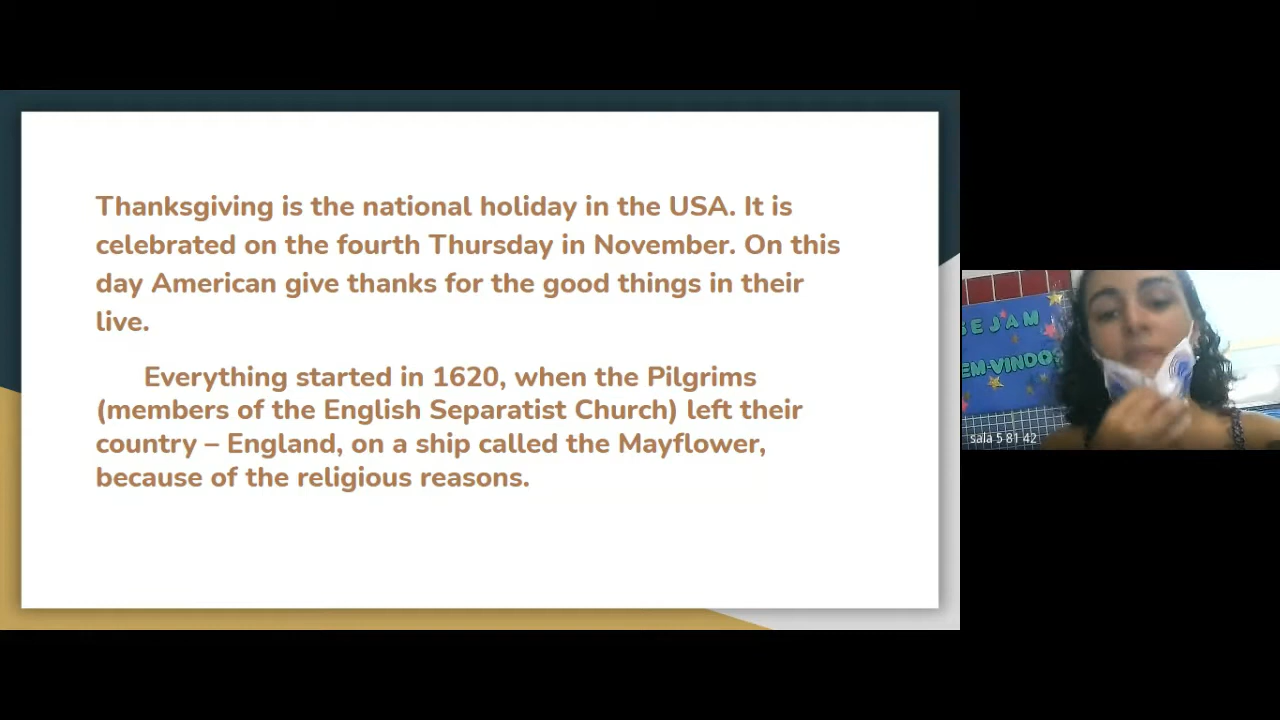 Thanksgiving is the national holiday in the USA. It is
celebrated on the fourth Thursday in November. On this
day American give thanks for the good things in their
live.
Everything started in 1620, when the Pilgrims
(members of the English Separatist Church) left their
country – England, on a ship called the Mayflower,
because of the religious reasons.
SEJAM
EM-VINDOS
sala 5 81 42